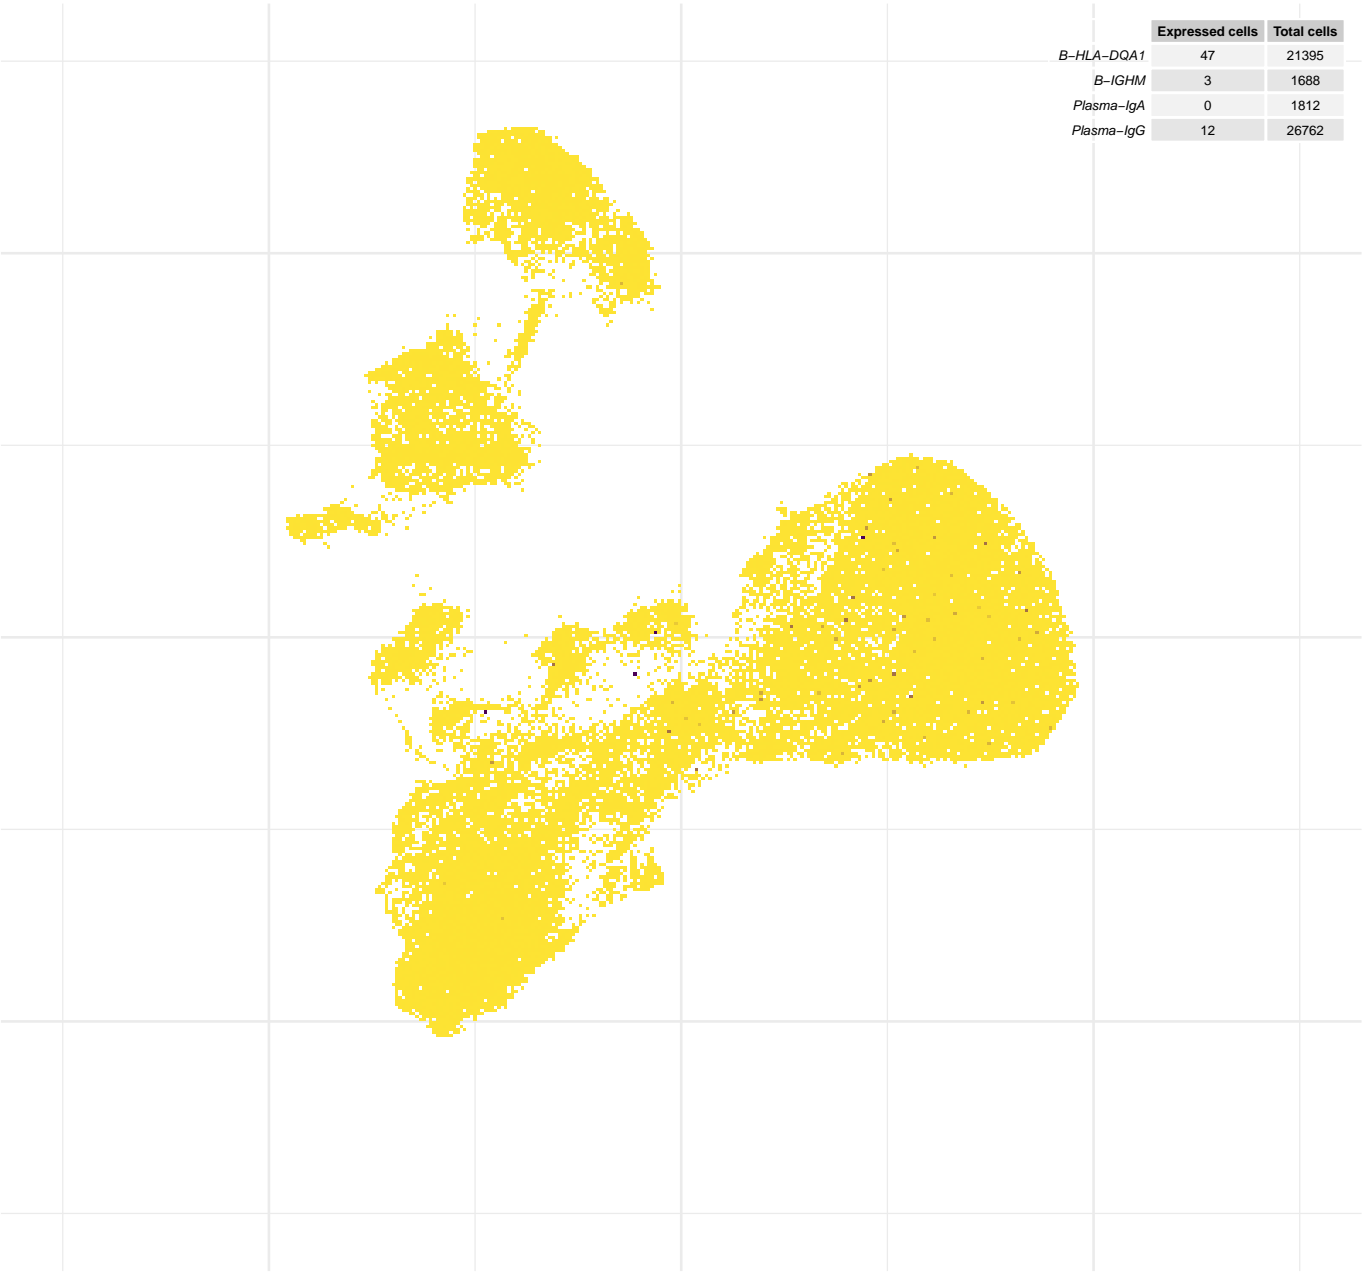 Expressed cells Total cells
B−HLA−DQA1 47 21395
B−IGHM 3 1688
Plasma−IgA 0 1812
Plasma−IgG 12 26762